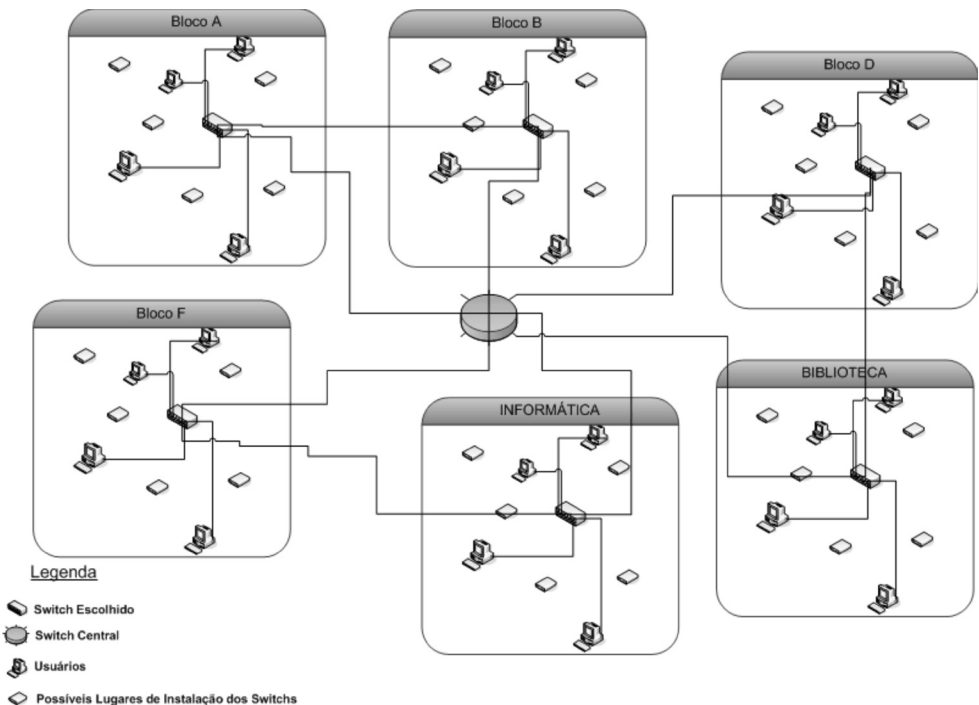 Bloco A
Bloco B
Bloco D
Bloco F
INFORMÁTICA
BIBLIOTECA
Legenda
Switch Escolhido
Switch Central
Usuários
Possíveis Lugares de Instalação dos Switchs